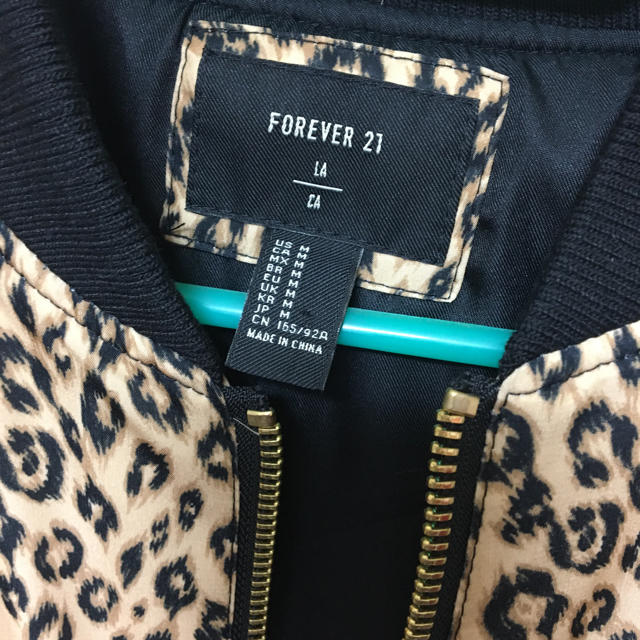 FOREVER 21
LA
CA
US M
CA M
MX M
BR M
EU M
UK M
KR M
JP M
CN 165/92A
MADE IN CHINA